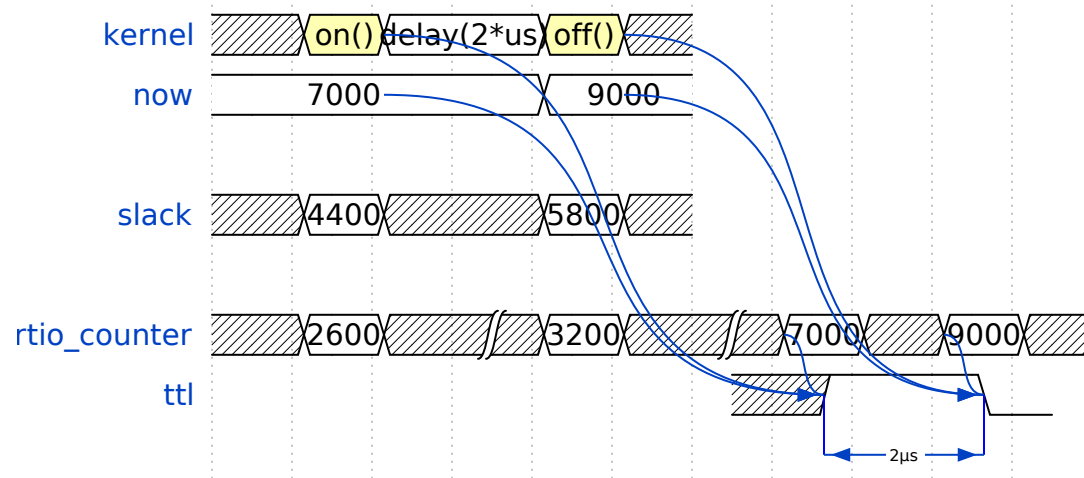 kernel on() delay(2*us) off()
now 7000 9000
slack 4400 5800
rtio_counter 2600 3200 7000 9000
ttl
2µs